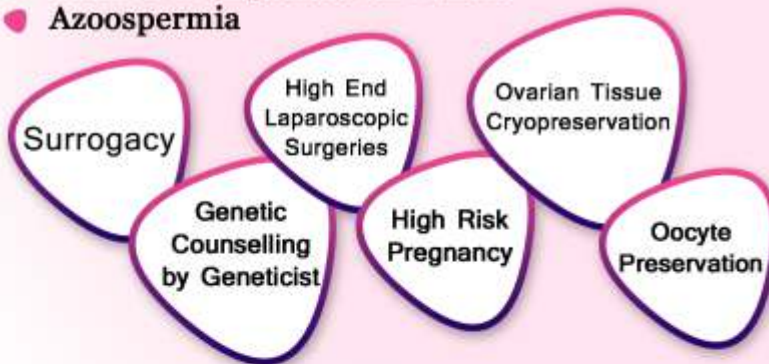 Azoospermia
Surrogacy
High End
Laparoscopic
Surgeries
Ovarian Tissue
Cryopreservation
Genetic
Counselling
by Geneticist
High Risk
Pregnancy
Oocyte
Preservation